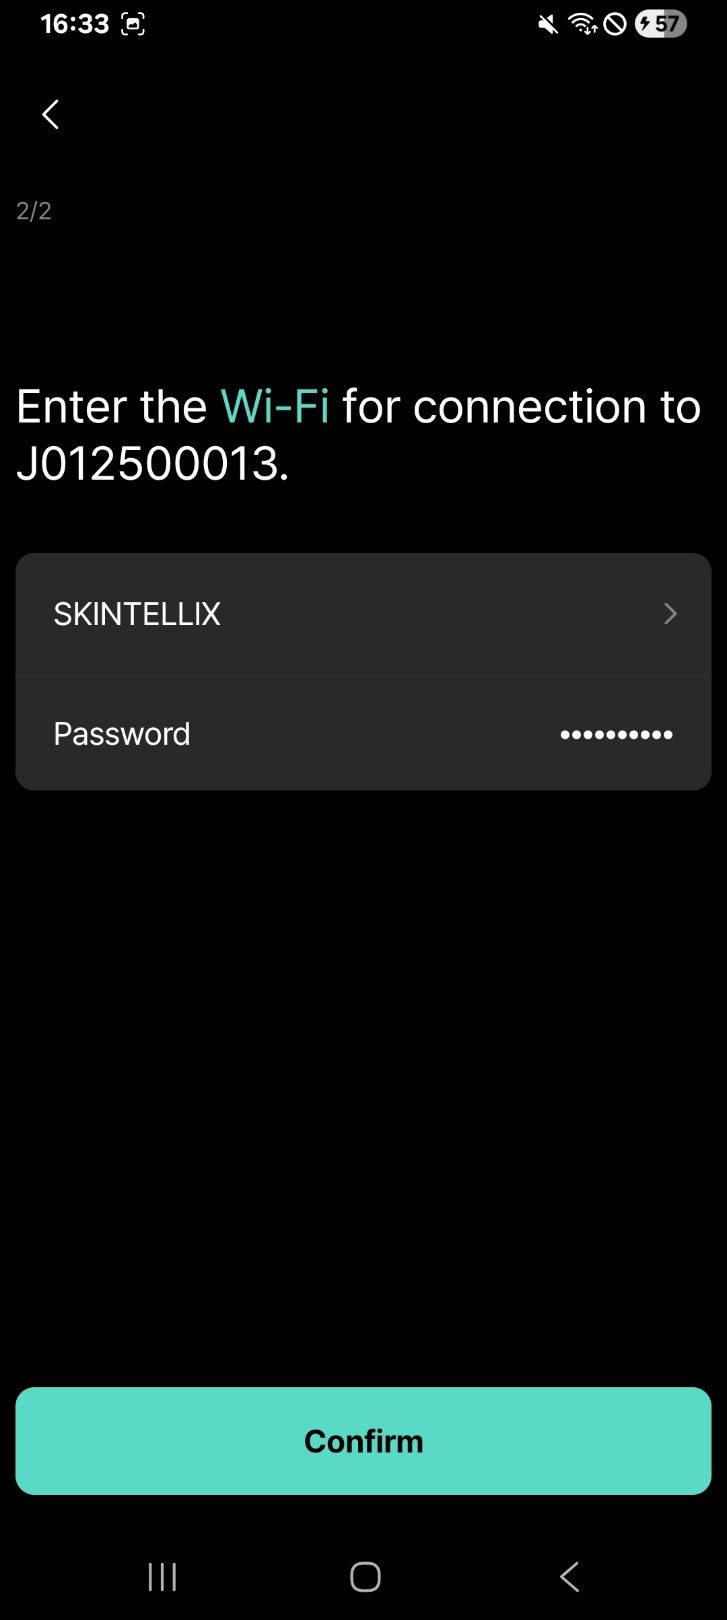 16:33
57
2/2
Enter the Wi-Fi for connection to
J012500013.
SKINTELLIX
Password ••••••••••
Confirm